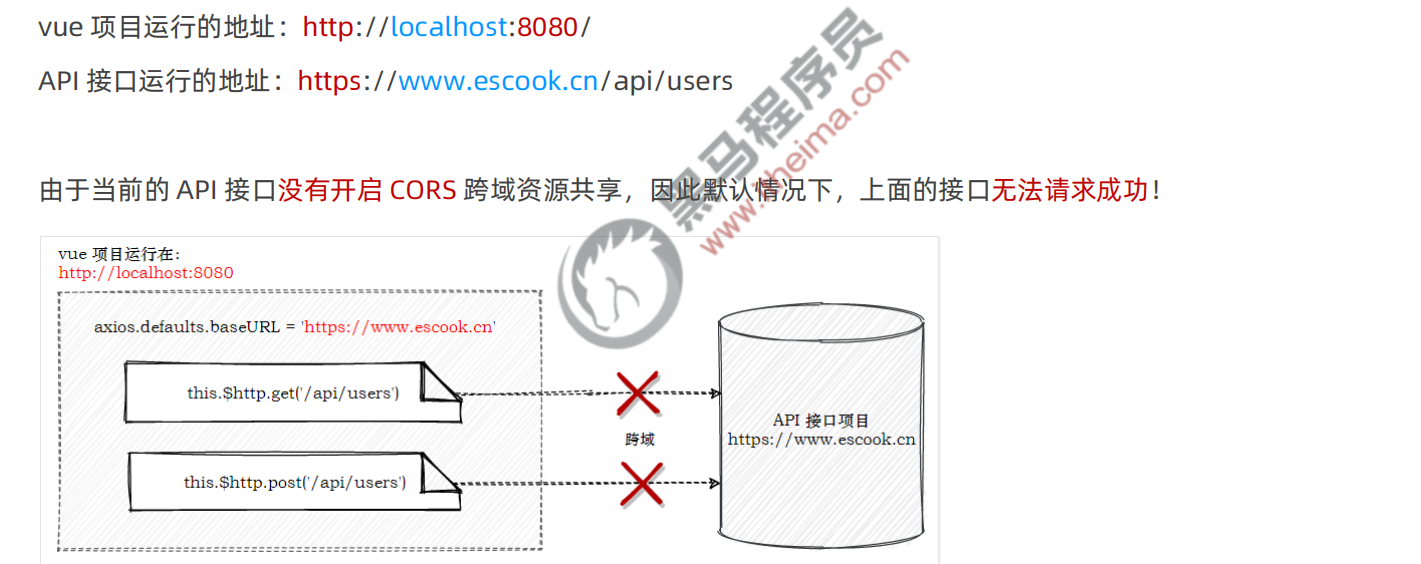 vue 项目运行的地址：http://localhost:8080/
API 接口运行的地址：https://www.escook.cn/api/users
由于当前的 API 接口没有开启 CORS 跨域资源共享，因此默认情况下，上面的接口无法请求成功！
黑马程序员
www.itheima.com
vue 项目运行在：
http://localhost:8080
axios.defaults.baseURL = 'https://www.escook.cn'
this.$http.get('/api/users')
跨域
API 接口项目
https://www.escook.cn
this.$http.post('/api/users')